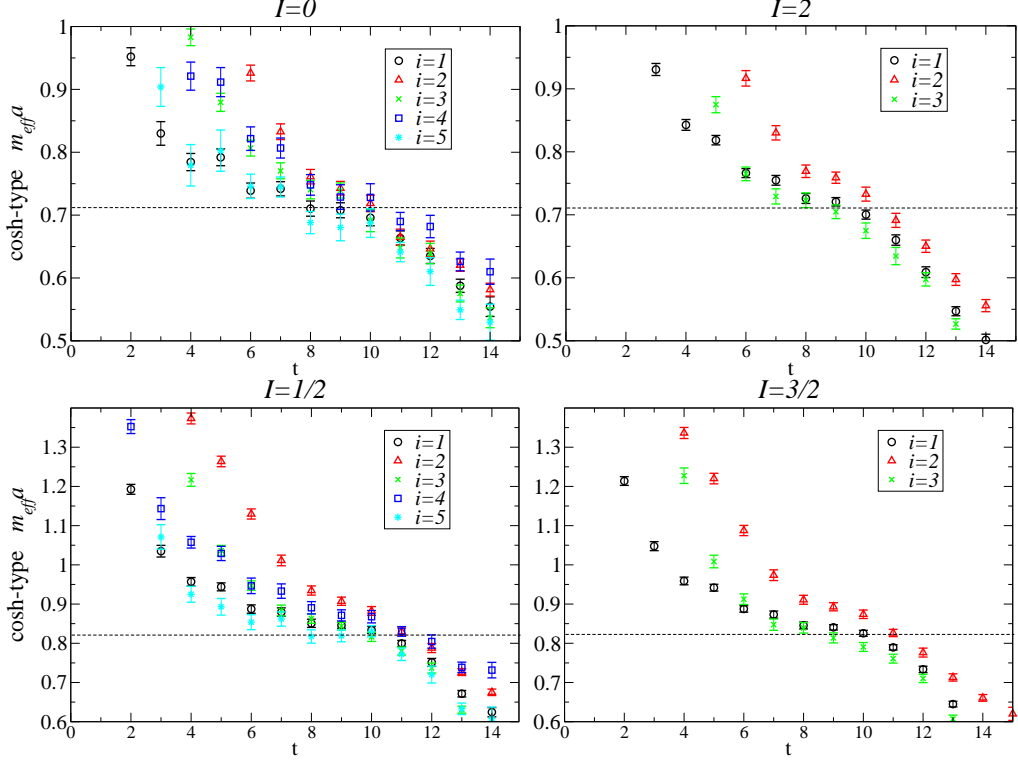 I=0
I=2
cosh-type m_eff a
1
0.9
0.8
0.7
0.6
0.5
0 2 4 6 8 10 12 14
t
i=1
i=2
i=3
i=4
i=5
1
0.9
0.8
0.7
0.6
0.5
0 2 4 6 8 10 12 14
t
i=1
i=2
i=3
I=1/2
I=3/2
cosh-type m_eff a
1.3
1.2
1.1
1
0.9
0.8
0.7
0.6
0 2 4 6 8 10 12 14
t
i=1
i=2
i=3
i=4
i=5
1.3
1.2
1.1
1
0.9
0.8
0.7
0.6
0 2 4 6 8 10 12 14
t
i=1
i=2
i=3